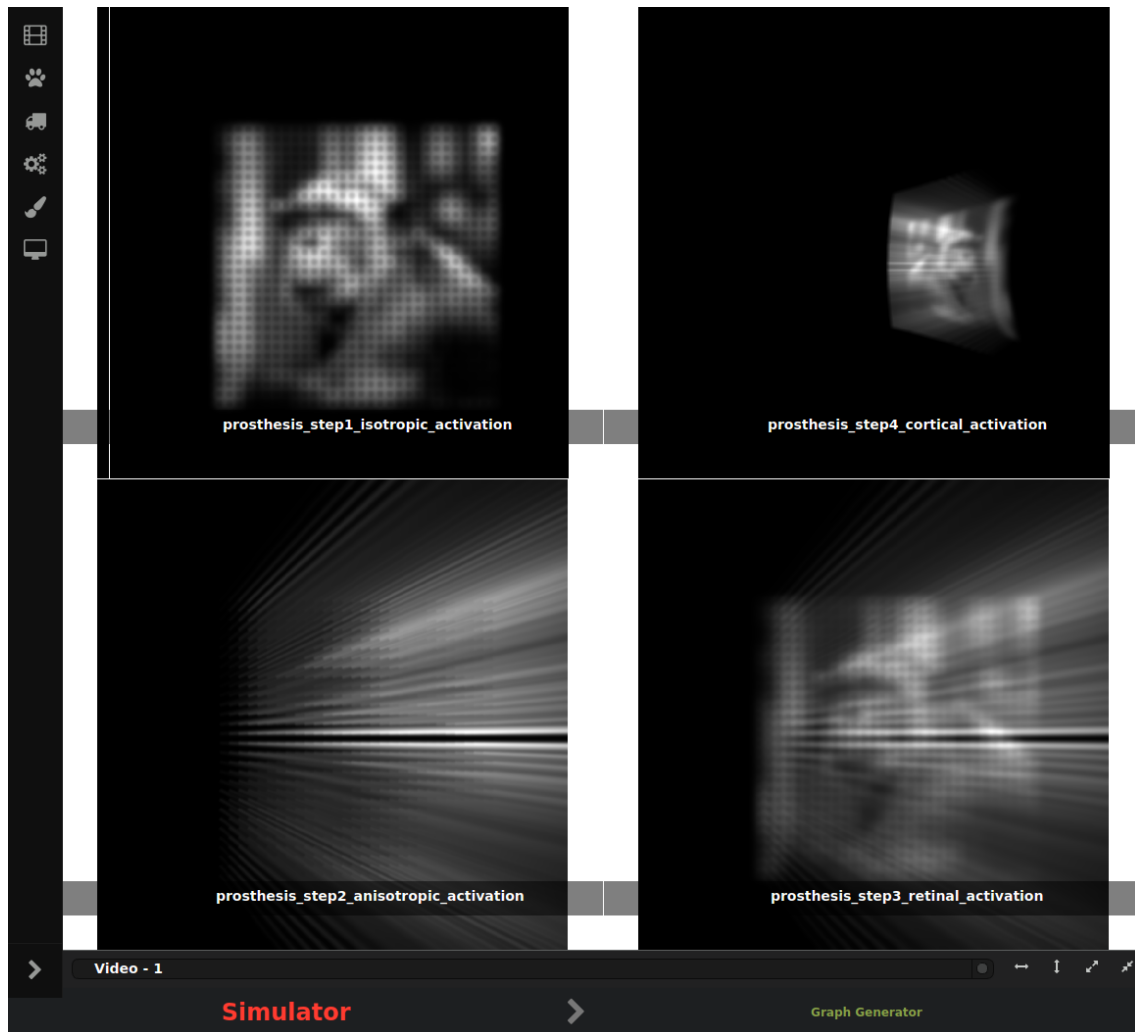 prosthesis_step1_isotropic_activation
prosthesis_step4_cortical_activation
prosthesis_step2_anisotropic_activation
prosthesis_step3_retinal_activation
Video - 1
Simulator
Graph Generator